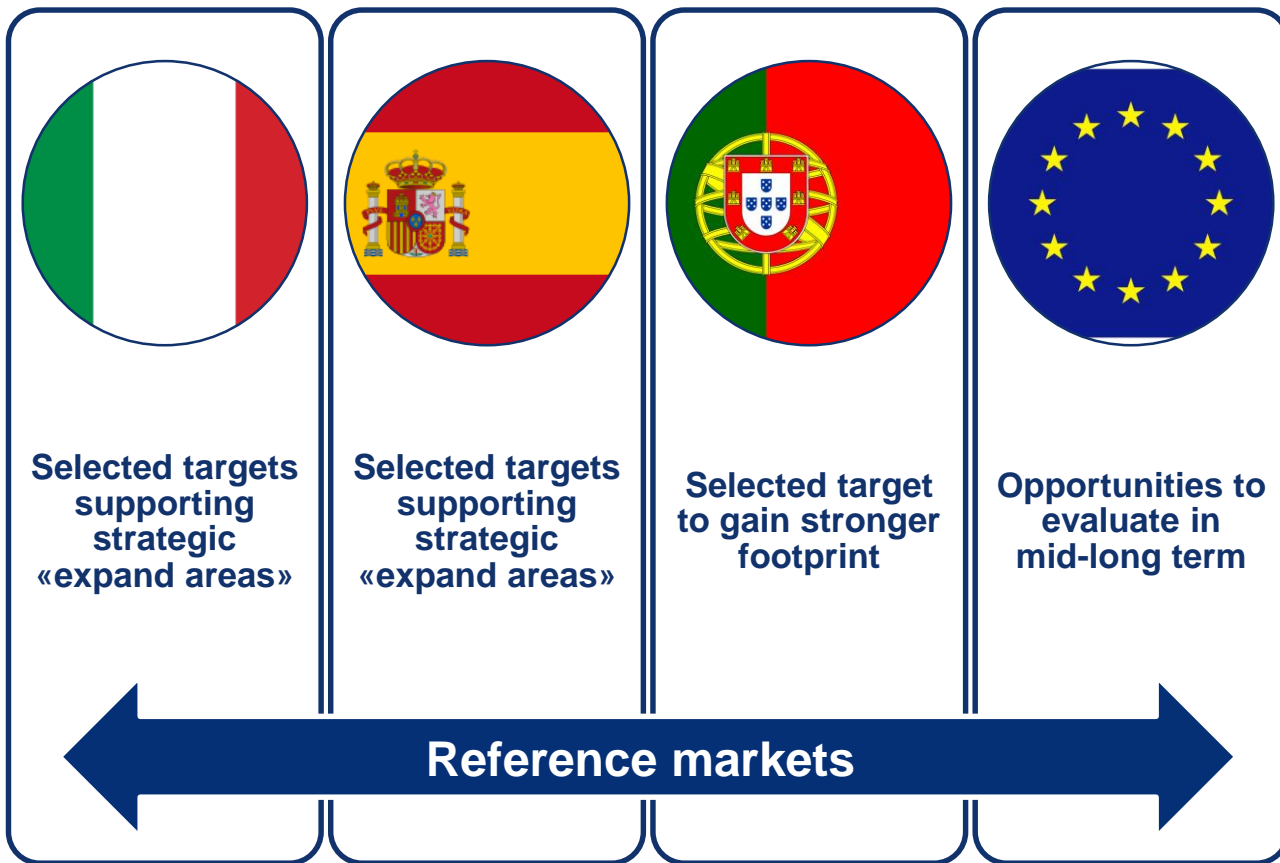 Selected targets
supporting
strategic
«expand areas»
Selected targets
supporting
strategic
«expand areas»
Selected target
to gain stronger
footprint
Opportunities to
evaluate in
mid-long term
Reference markets